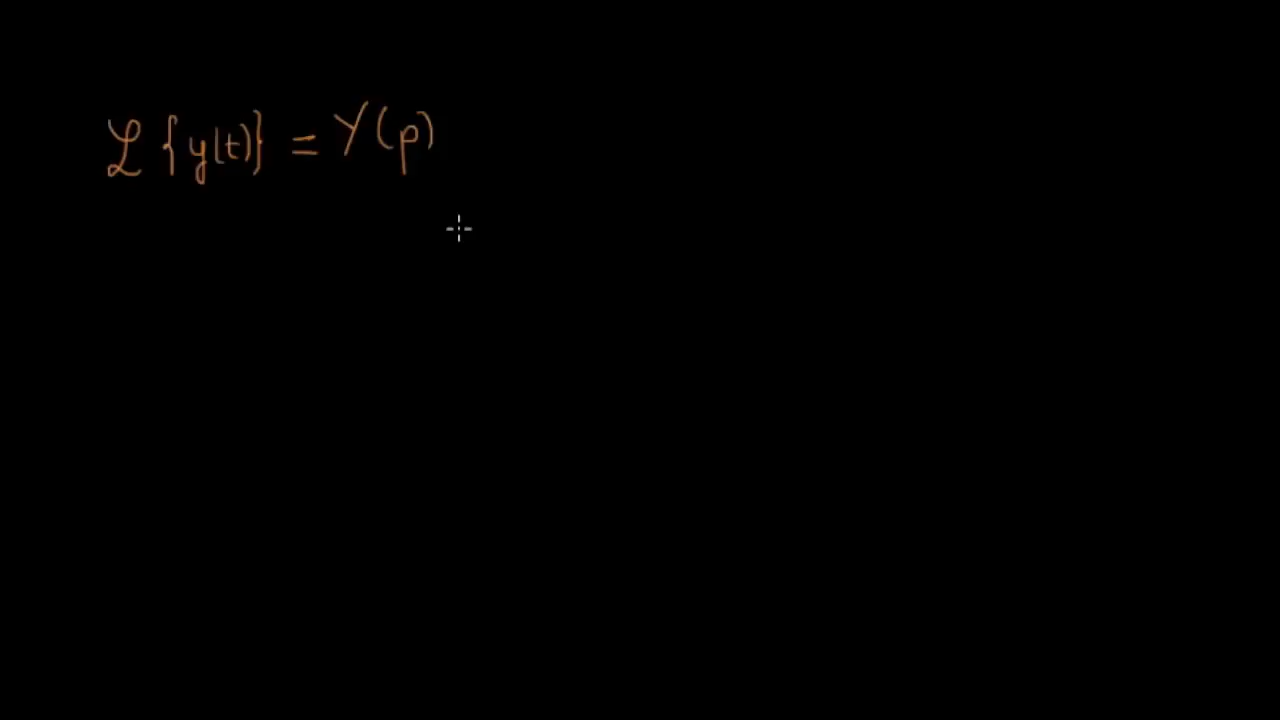 ℒ{y(t)} = Y(p)